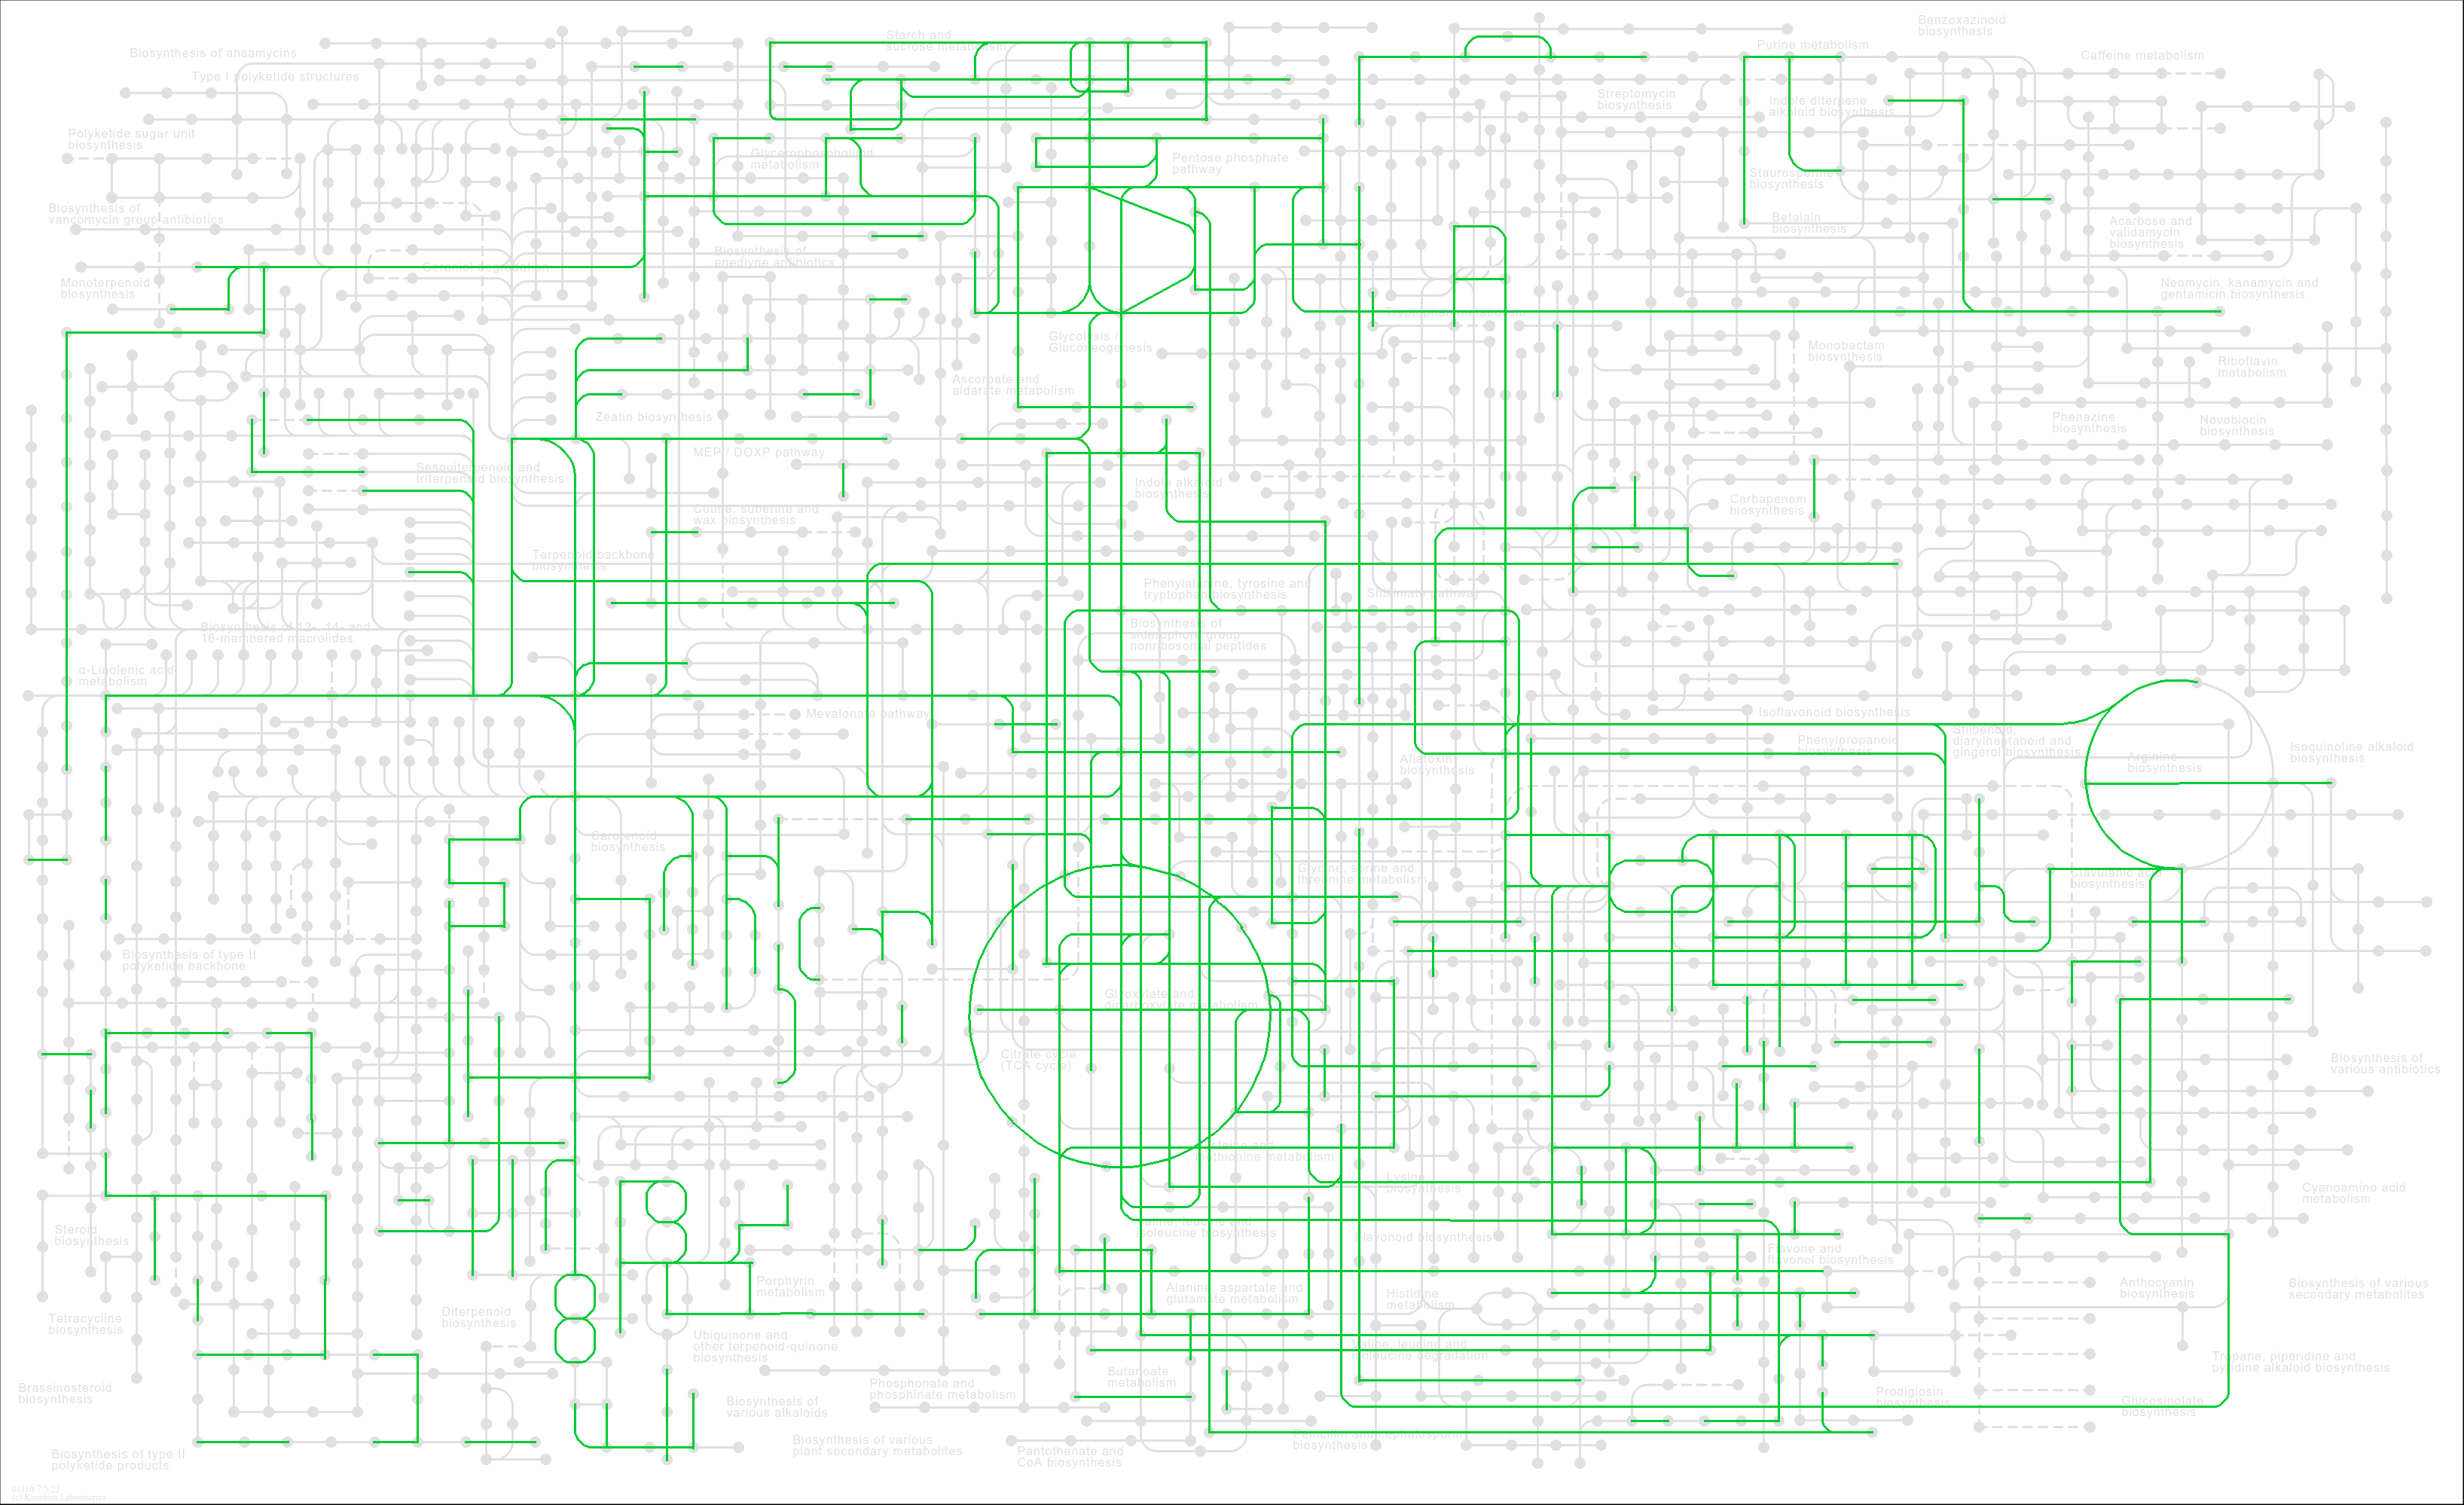 Benzoxazinoid
biosynthesis
Starch and
sucrose metabolism
Biosynthesis of ansamycins
Purine metabolism
Caffeine metabolism
Type I polyketide structures
Streptomycin
biosynthesis
Indole diterpene
alkaloid biosynthesis
Polyketide sugar unit
biosynthesis
Glycerophospholipid
metabolism
Pentose phosphate
pathway
Staurosporine
biosynthesis
Biosynthesis of
vancomycin group antibiotics
Betalain
biosynthesis
Acarbose and
validamycin
biosynthesis
Biosynthesis of
enediyne antibiotics
Geraniol degradation
Monoterpenoid
biosynthesis
Neomycin, kanamycin and
gentamicin biosynthesis
Tryptophan metabolism
Glycolysis /
Gluconeogenesis
Monobactam
biosynthesis
Riboflavin
metabolism
Ascorbate and
aldarate metabolism
Zeatin biosynthesis
Phenazine
biosynthesis
Novobiocin
biosynthesis
MEP / DOXP pathway
Sesquiterpenoid and
triterpenoid biosynthesis
Indole alkaloid
biosynthesis
Carbapenem
biosynthesis
Cutine, suberine and
wax biosynthesis
Terpenoid backbone
biosynthesis
Phenylalanine, tyrosine and
tryptophan biosynthesis
Shikimate pathway
Biosynthesis of 12-, 14- and
16-membered macrolides
Biosynthesis of
siderophore group
nonribosomal peptides
α-Linolenic acid
metabolism
Mevalonate pathway
Isoflavonoid biosynthesis
Phenylpropanoid
biosynthesis
Stilbenoid,
diarylheptanoid and
gingerol biosynthesis
Arginine
biosynthesis
Isoquinoline alkaloid
biosynthesis
Aflatoxin
biosynthesis
Carotenoid
biosynthesis
Glycine, serine and
threonine metabolism
Clavulanic acid
biosynthesis
Biosynthesis of type II
polyketide backbone
Glyoxylate and
dicarboxylate metabolism
Citrate cycle
(TCA cycle)
Biosynthesis of
various antibiotics
Cysteine and
methionine metabolism
Lysine
biosynthesis
Cyanoamino acid
metabolism
Steroid
biosynthesis
Valine, leucine and
isoleucine biosynthesis
Flavonoid biosynthesis
Flavone and
flavonol biosynthesis
Porphyrin
metabolism
Alanine, aspartate and
glutamate metabolism
Histidine
metabolism
Anthocyanin
biosynthesis
Biosynthesis of various
secondary metabolites
Tetracycline
biosynthesis
Diterpenoid
biosynthesis
Ubiquinone and
other terpenoid-quinone
biosynthesis
Valine, leucine and
isoleucine degradation
Tropane, piperidine and
pyridine alkaloid biosynthesis
Butanoate
metabolism
Brassinosteroid
biosynthesis
Phosphonate and
phosphinate metabolism
Prodigiosin
biosynthesis
Glucosinolate
biosynthesis
Biosynthesis of
various alkaloids
Biosynthesis of type II
polyketide products
Biosynthesis of various
plant secondary metabolites
Pantothenate and
CoA biosynthesis
Penicillin and cephalosporin
biosynthesis
01110 7/5/22
(c) Kanehisa Laboratories